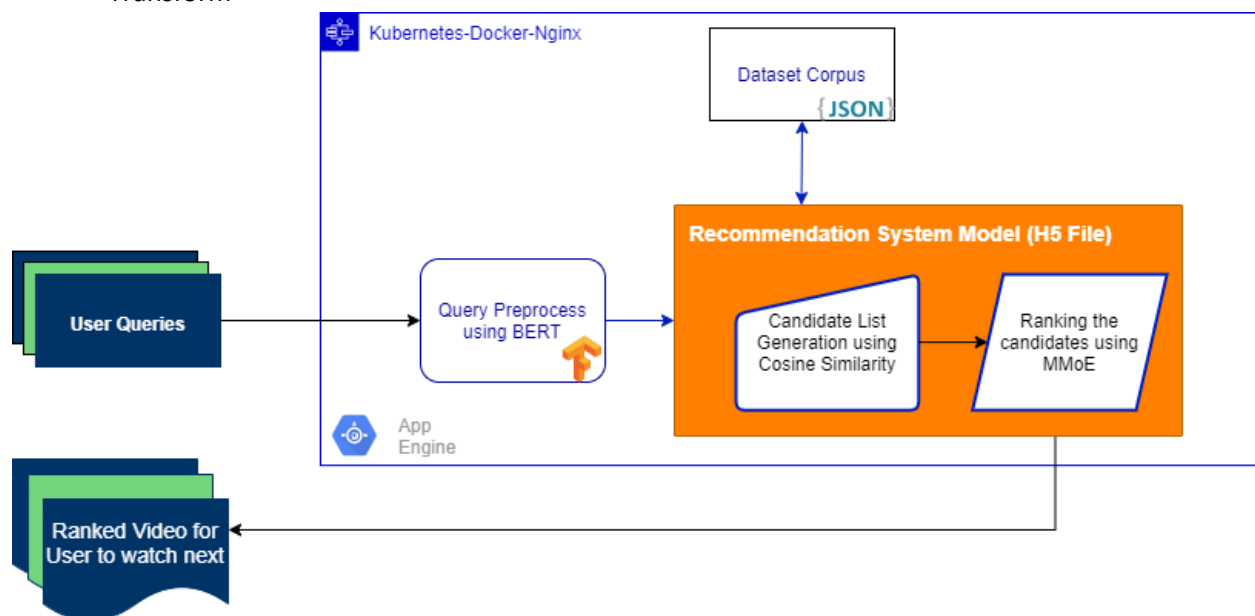 Transform
Kubernetes-Docker-Nginx
Dataset Corpus
{JSON}
Recommendation System Model (H5 File)
User Queries
Query Preprocess
using BERT
Candidate List
Generation using
Cosine Similarity
Ranking the
candidates using
MMoE
App
Engine
Ranked Video for
User to watch next